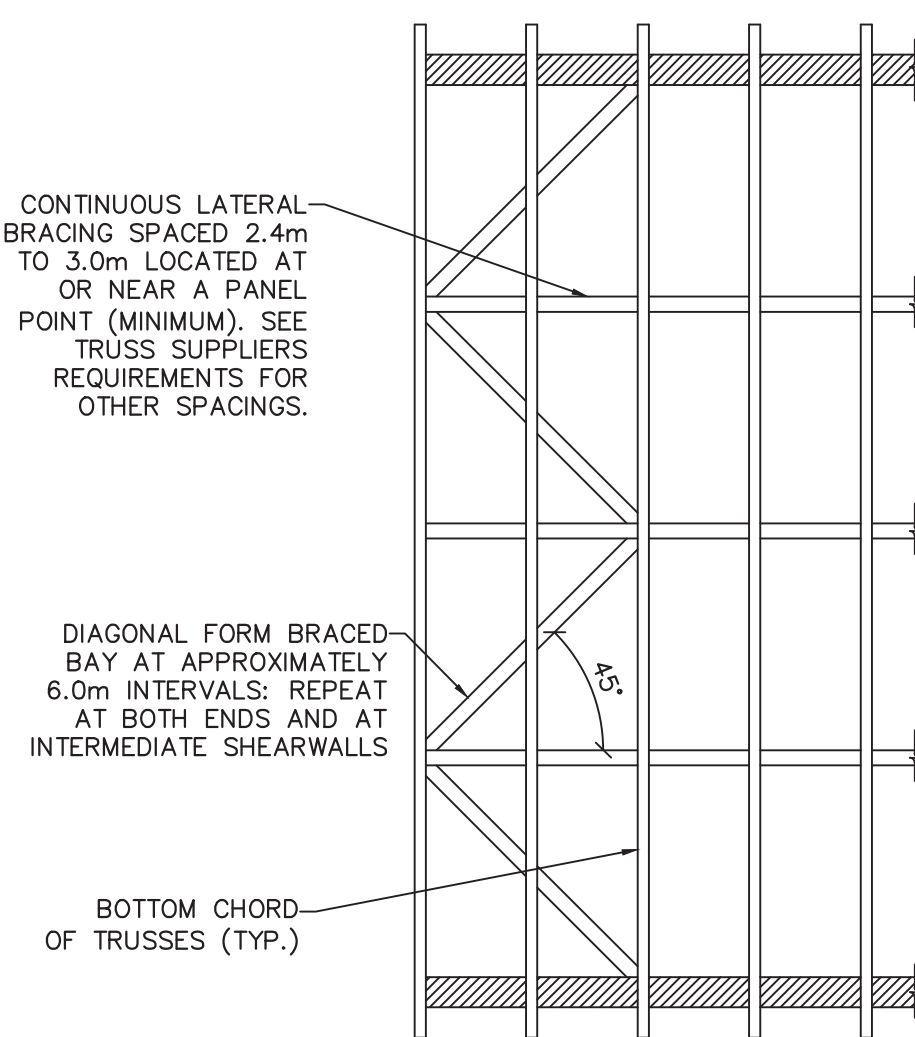 CONTINUOUS LATERAL
BRACING SPACED 2.4m
TO 3.0m LOCATED AT
OR NEAR A PANEL
POINT (MINIMUM). SEE
TRUSS SUPPLIERS
REQUIREMENTS FOR
OTHER SPACINGS.
DIAGONAL FORM BRACED
BAY AT APPROXIMATELY
6.0m INTERVALS: REPEAT
AT BOTH ENDS AND AT
INTERMEDIATE SHEARWALLS
45°
BOTTOM CHORD
OF TRUSSES (TYP.)